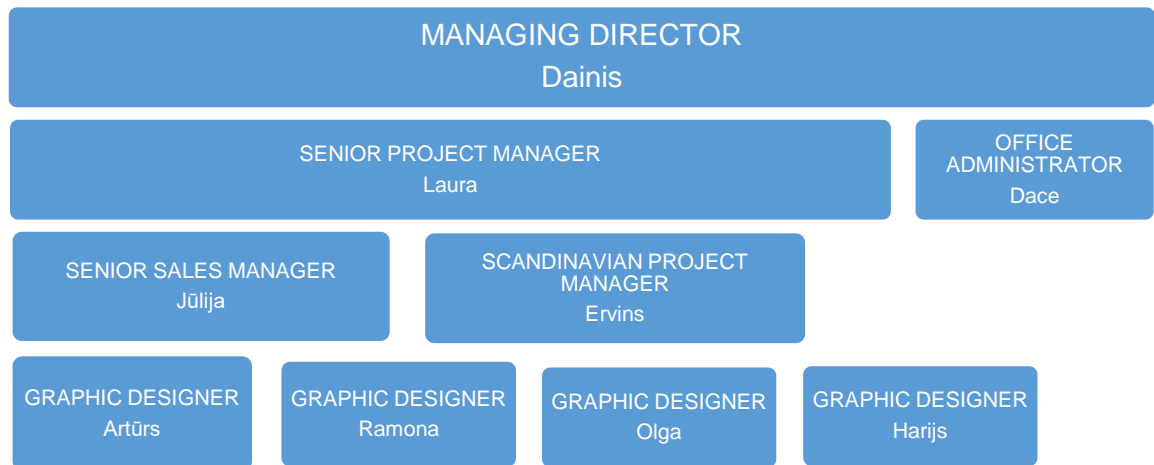 MANAGING DIRECTOR
Dainis
SENIOR PROJECT MANAGER
Laura
OFFICE
ADMINISTRATOR
Dace
SENIOR SALES MANAGER
Jūlija
SCANDINAVIAN PROJECT
MANAGER
Ervins
GRAPHIC DESIGNER
Artūrs
GRAPHIC DESIGNER
Ramona
GRAPHIC DESIGNER
Olga
GRAPHIC DESIGNER
Harijs